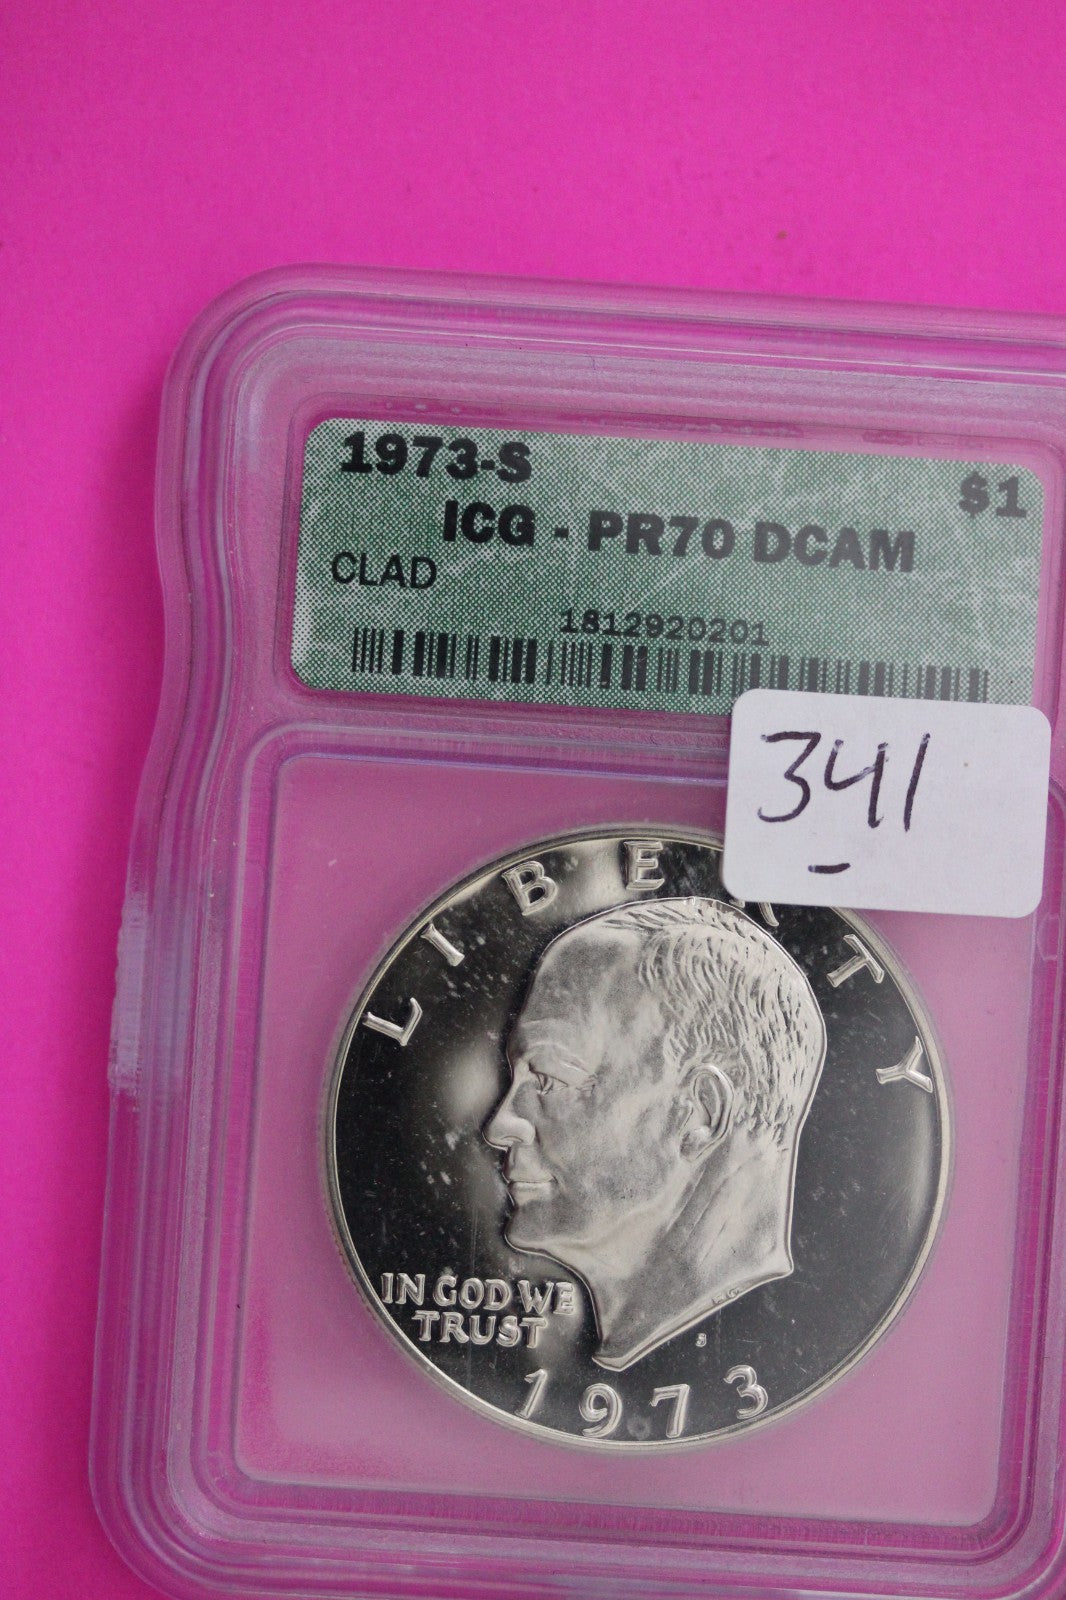 1973-S $1
ICG - PR70 DCAM
CLAD
1812920201
341
LIBERTY
IN GOD WE
TRUST
S
1973